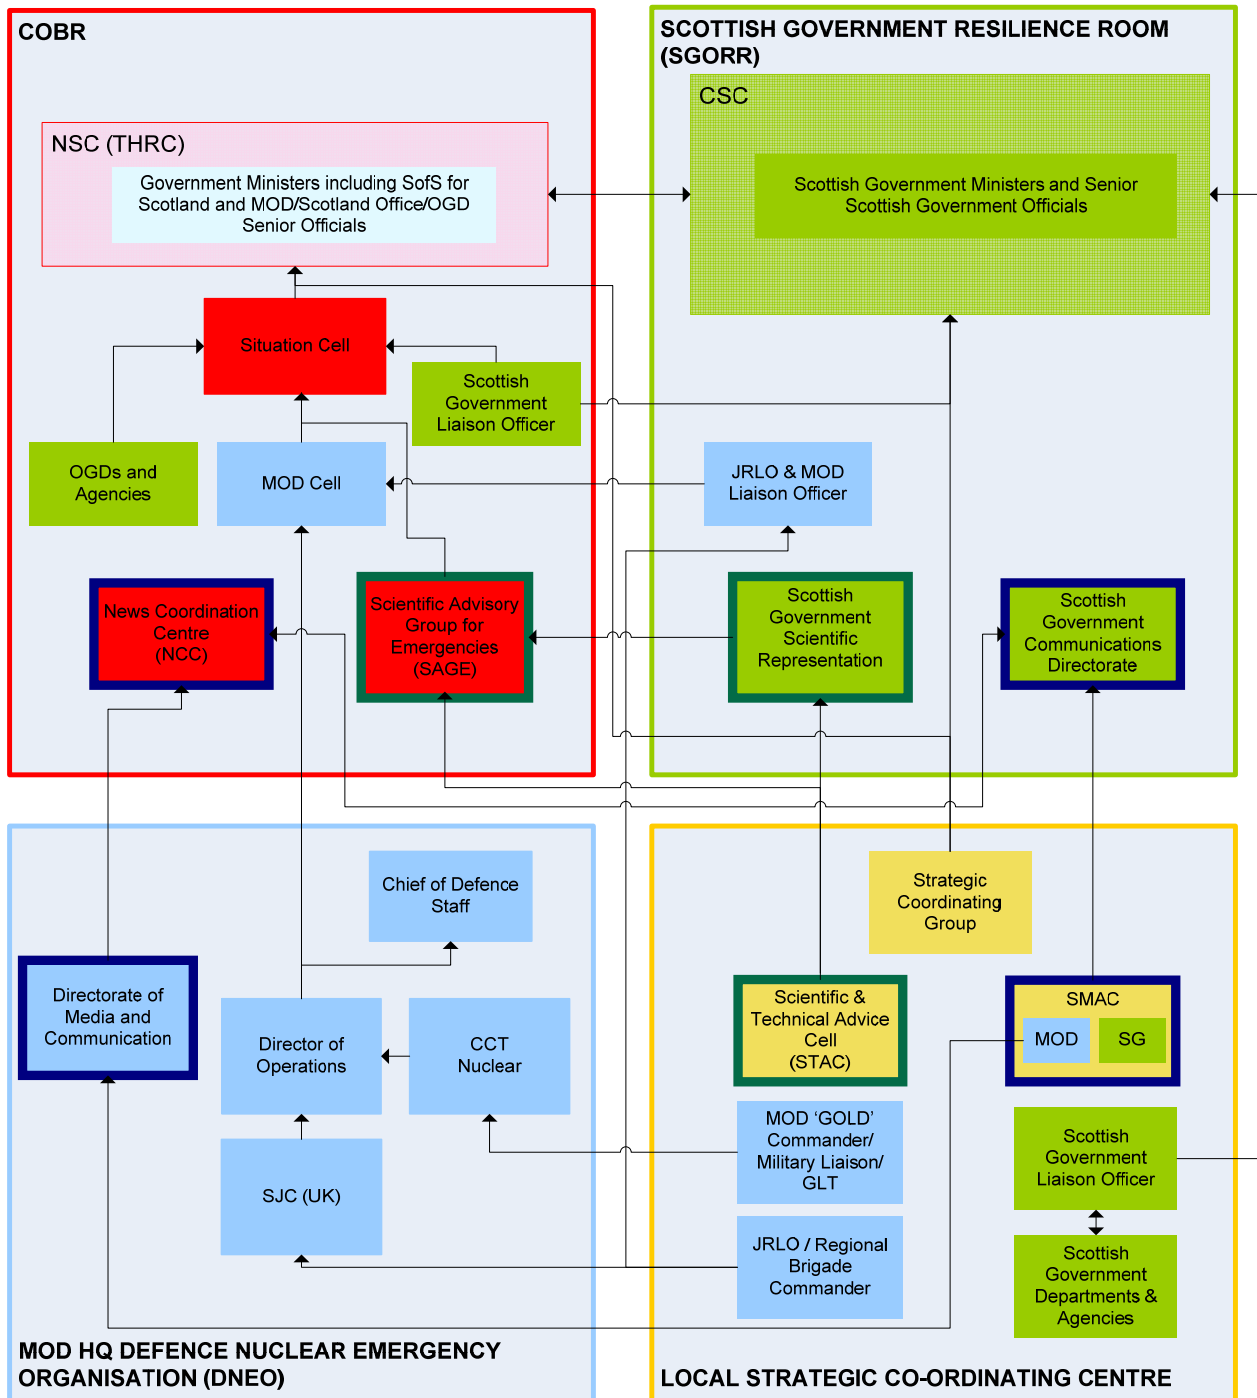 COBR
NSC (THRC)
Government Ministers including SofS for
Scotland and MOD/Scotland Office/OGD
Senior Officials
Situation Cell
Scottish
Government
Liaison Officer
OGDs and
Agencies
MOD Cell
News Coordination
Centre
(NCC)
Scientific Advisory
Group for
Emergencies
(SAGE)
SCOTTISH GOVERNMENT RESILIENCE ROOM
(SGORR)
CSC
Scottish Government Ministers and Senior
Scottish Government Officials
JRLO & MOD
Liaison Officer
Scottish
Government
Scientific
Representation
Scottish
Government
Communications
Directorate
Chief of Defence
Staff
Directorate of
Media and
Communication
Director of
Operations
CCT
Nuclear
SJC (UK)
MOD HQ DEFENCE NUCLEAR EMERGENCY
ORGANISATION (DNEO)
Strategic
Coordinating
Group
Scientific &
Technical Advice
Cell
(STAC)
SMAC
MOD
SG
MOD ‘GOLD’
Commander/
Military Liaison/
GLT
Scottish
Government
Liaison Officer
JRLO / Regional
Brigade
Commander
Scottish
Government
Departments &
Agencies
LOCAL STRATEGIC CO-ORDINATING CENTRE